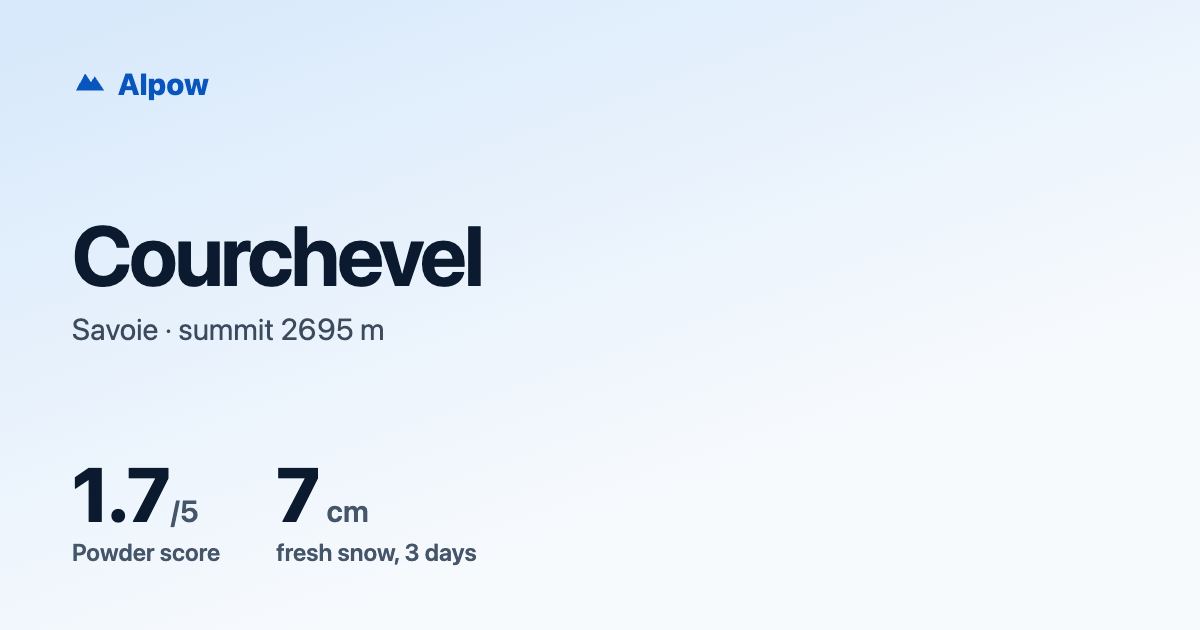 Alpow
Courchevel
Savoie · summit 2695 m
1.7/5
Powder score
7 cm
fresh snow, 3 days